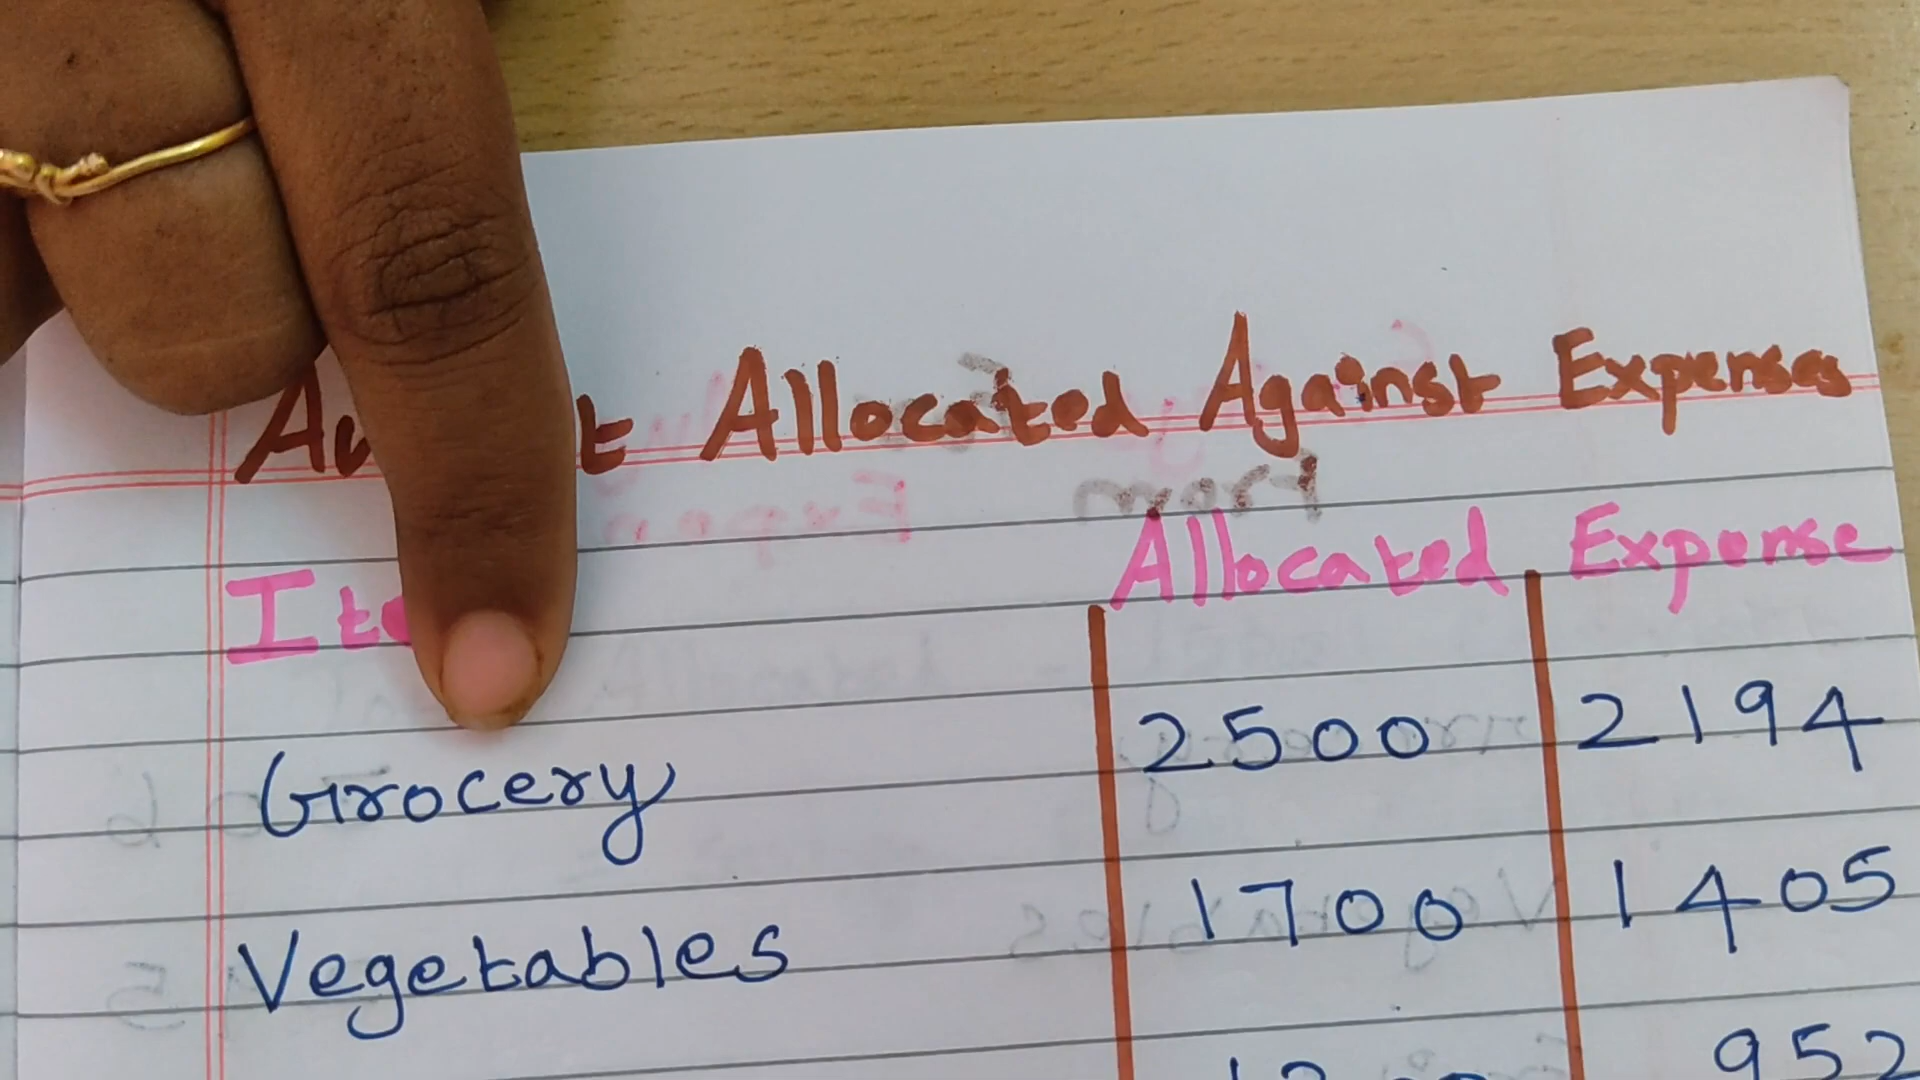 Allocated Against Expenses
Allocated Expense
Grocery 2500 2194
Vegetables 1700 1405
952